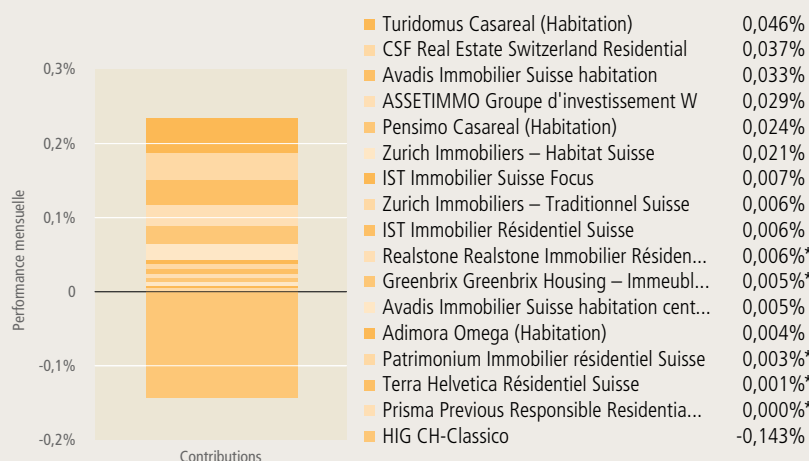 Turidomus Casareal (Habitation) 0,046%
CSF Real Estate Switzerland Residential 0,037%
Avadis Immobilier Suisse habitation 0,033%
ASSETIMMO Groupe d'investissement W 0,029%
Pensimo Casareal (Habitation) 0,024%
Zurich Immobiliers – Habitat Suisse 0,021%
IST Immobilier Suisse Focus 0,007%
Zurich Immobiliers – Traditionnel Suisse 0,006%
IST Immobilier Résidentiel Suisse 0,006%
Realstone Realstone Immobilier Résiden... 0,006%*
Greenbrix Greenbrix Housing – Immeubl... 0,005%*
Avadis Immobilier Suisse habitation cent... 0,005%
Adimora Omega (Habitation) 0,004%
Patrimonium Immobilier résidentiel Suisse 0,003%*
Terra Helvetica Résidentiel Suisse 0,001%*
Prisma Previous Responsible Residentia... 0,000%*
HIG CH-Classico -0,143%
Performance mensuelle
0,3%
0,2%
0,1%
0
-0,1%
-0,2%
Contributions